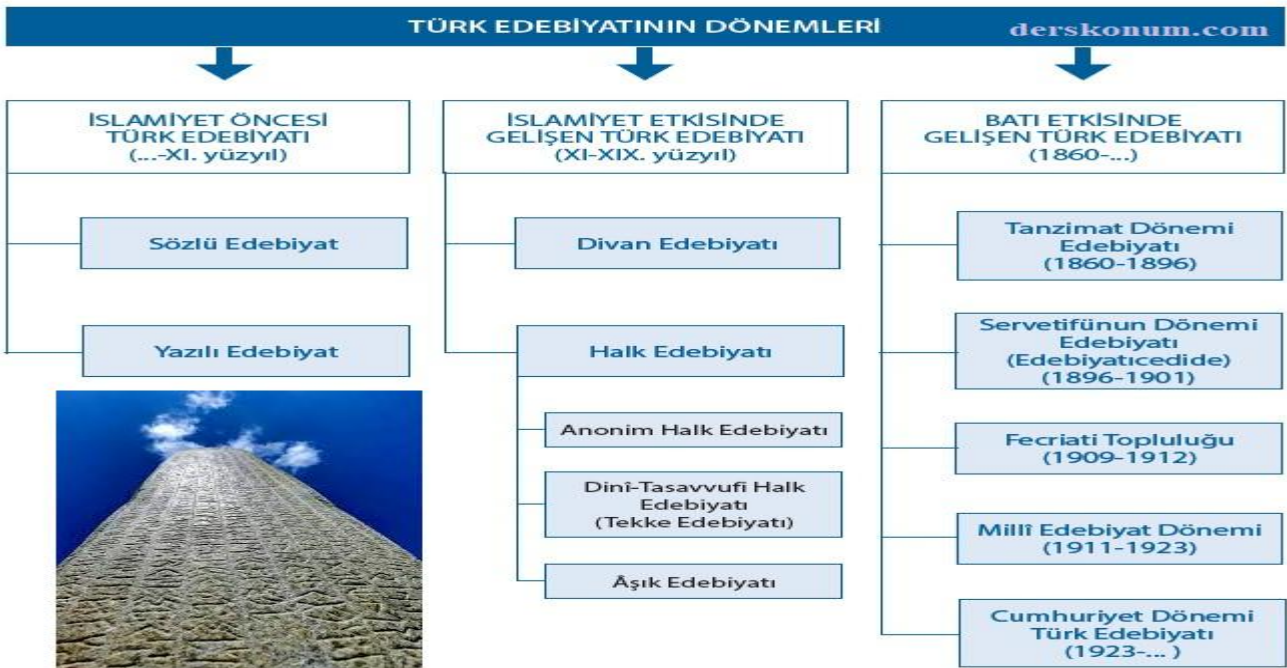 TÜRK EDEBİYATININ DÖNEMLERİ
derskonum.com
İSLAMİYET ÖNCESİ
TÜRK EDEBİYATI
(...-XI. yüzyıl)
Sözlü Edebiyat
Yazılı Edebiyat
İSLAMİYET ETKİSİNDE
GELİŞEN TÜRK EDEBİYATI
(XI-XIX. yüzyıl)
Divan Edebiyatı
Halk Edebiyatı
Anonim Halk Edebiyatı
Dinî-Tasavvufi Halk
Edebiyatı
(Tekke Edebiyatı)
Âşık Edebiyatı
BATI ETKİSİNDE
GELİŞEN TÜRK EDEBİYATI
(1860-...)
Tanzimat Dönemi
Edebiyatı
(1860-1896)
Servetifünun Dönemi
Edebiyatı
(Edebiyatıcedide)
(1896-1901)
Fecriati Topluluğu
(1909-1912)
Millî Edebiyat Dönemi
(1911-1923)
Cumhuriyet Dönemi
Türk Edebiyatı
(1923-... )